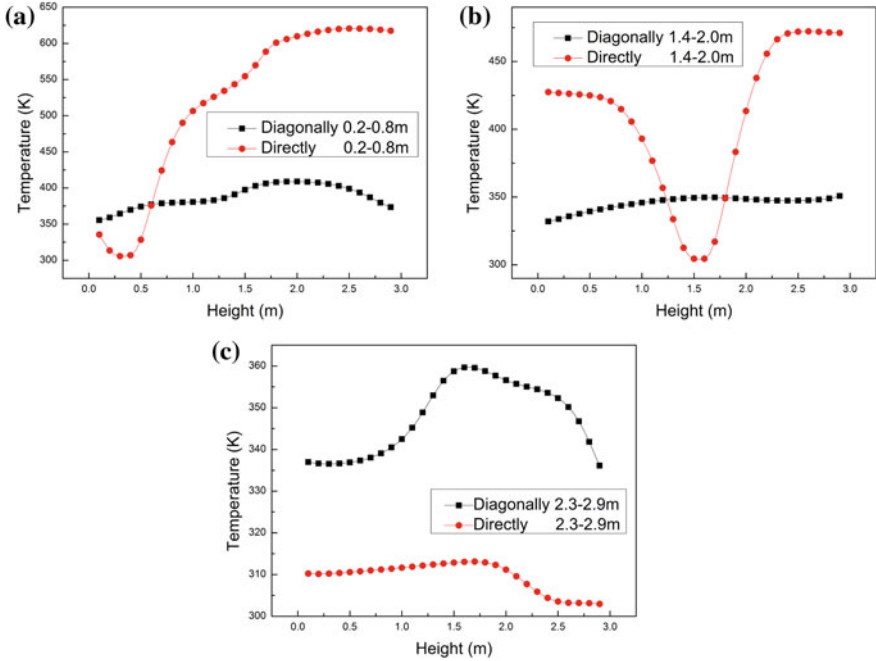 (a)
650
600
550
500
450
400
350
300
Temperature (K)
Diagonally 0.2-0.8m
Directly 0.2-0.8m
0.0 0.5 1.0 1.5 2.0 2.5 3.0
Height (m)
(b)
450
400
350
300
Temperature (K)
Diagonally 1.4-2.0m
Directly 1.4-2.0m
0.0 0.5 1.0 1.5 2.0 2.5 3.0
Height (m)
(c)
360
350
340
330
320
310
300
Temperature (K)
Diagonally 2.3-2.9m
Directly 2.3-2.9m
0.0 0.5 1.0 1.5 2.0 2.5 3.0
Height (m)